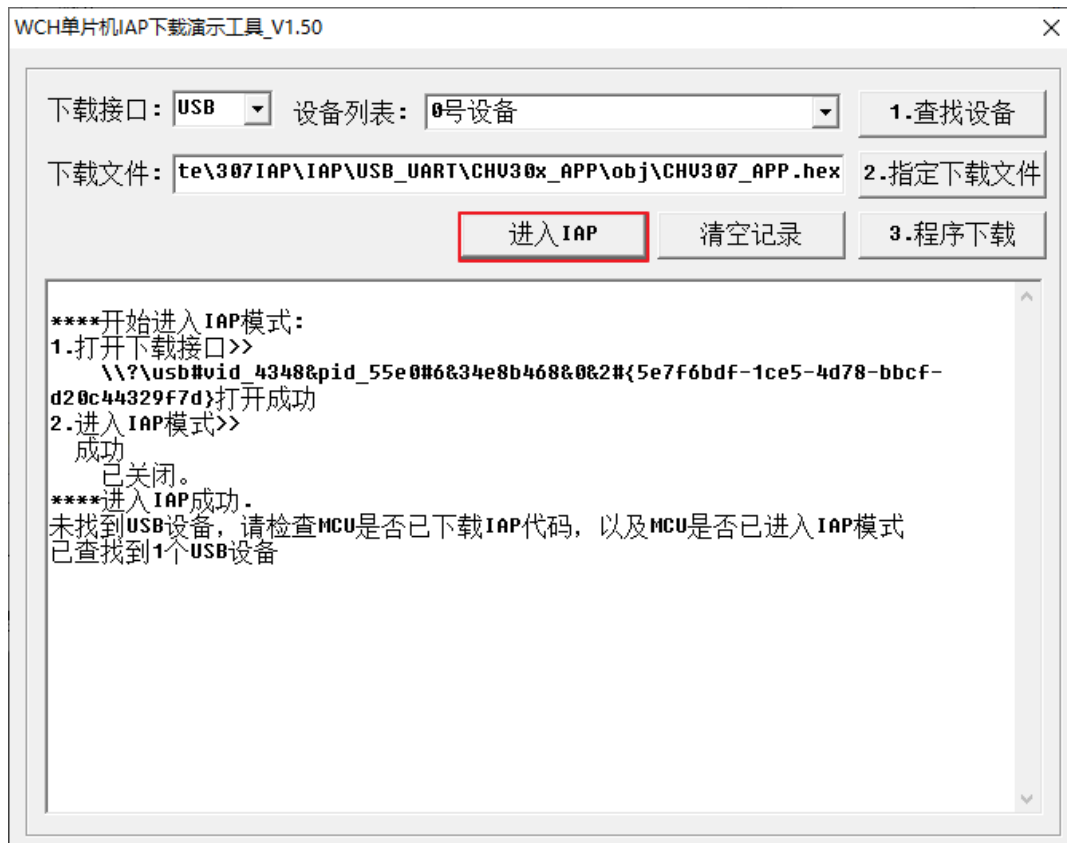 WCH单片机IAP下载演示工具_V1.50
下载接口: USB 设备列表: 0号设备 1.查找设备
下载文件: te\307IAP\IAP\USB_UART\CHV30x_APP\obj\CHV307_APP.hex 2.指定下载文件
进入IAP 清空记录 3.程序下载
****开始进入IAP模式:
1.打开下载接口>>
\\?\usb#vid_4348&pid_55e0#6&34e8b468&0&2#{5e7f6bdf-1ce5-4d78-bbcf-
d20c44329f7d}打开成功
2.进入IAP模式>>
成功
已关闭。
****进入IAP成功.
未找到USB设备，请检查MCU是否已下载IAP代码，以及MCU是否已进入IAP模式
已查找到1个USB设备